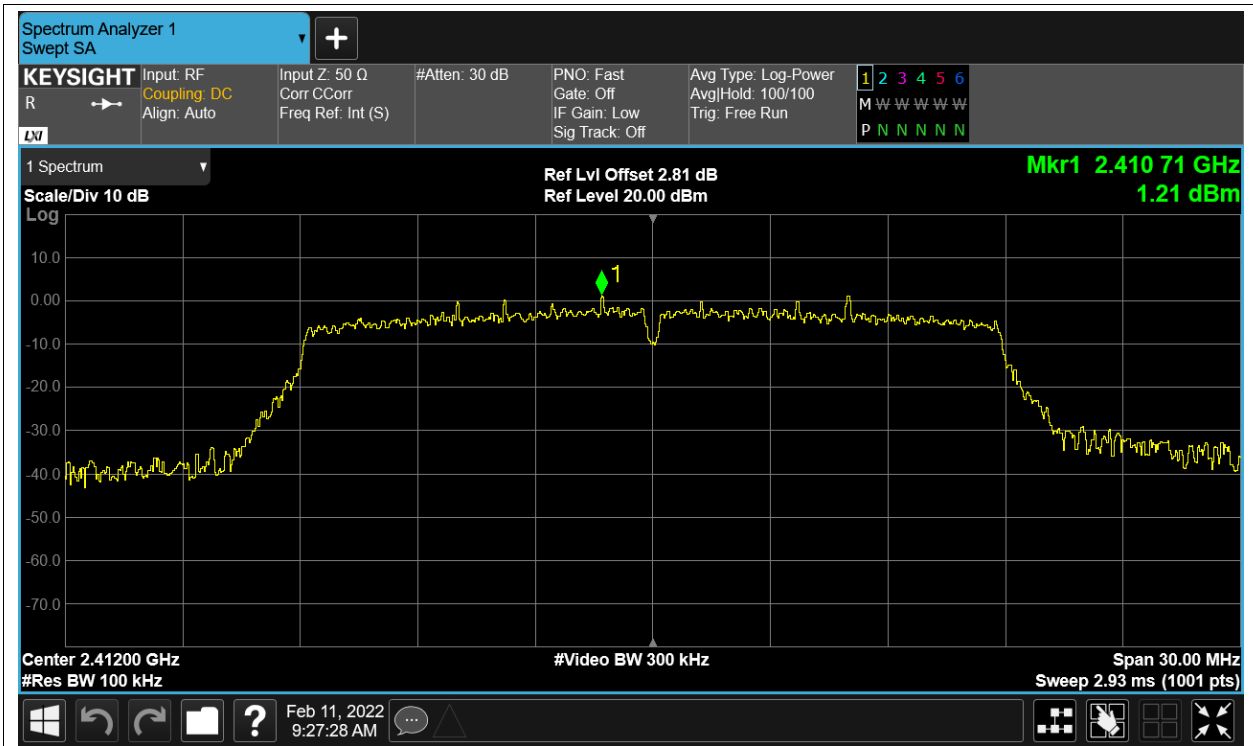 Spectrum Analyzer 1
Swept SA
KEYSIGHT
R
LXI
Input: RF
Coupling: DC
Align: Auto
Input Z: 50 Ω
Corr CCorr
Freq Ref: Int (S)
#Atten: 30 dB
PNO: Fast
Gate: Off
IF Gain: Low
Sig Track: Off
Avg Type: Log-Power
Avg|Hold: 100/100
Trig: Free Run
1 2 3 4 5 6
M W W W W W
P N N N N N
1 Spectrum
Scale/Div 10 dB
Ref Lvl Offset 2.81 dB
Ref Level 20.00 dBm
Mkr1 2.410 71 GHz
1.21 dBm
Log
1
10.0
0.00
-10.0
-20.0
-30.0
-40.0
-50.0
-60.0
-70.0
Center 2.41200 GHz
#Res BW 100 kHz
#Video BW 300 kHz
Span 30.00 MHz
Sweep 2.93 ms (1001 pts)
?
Feb 11, 2022
9:27:28 AM